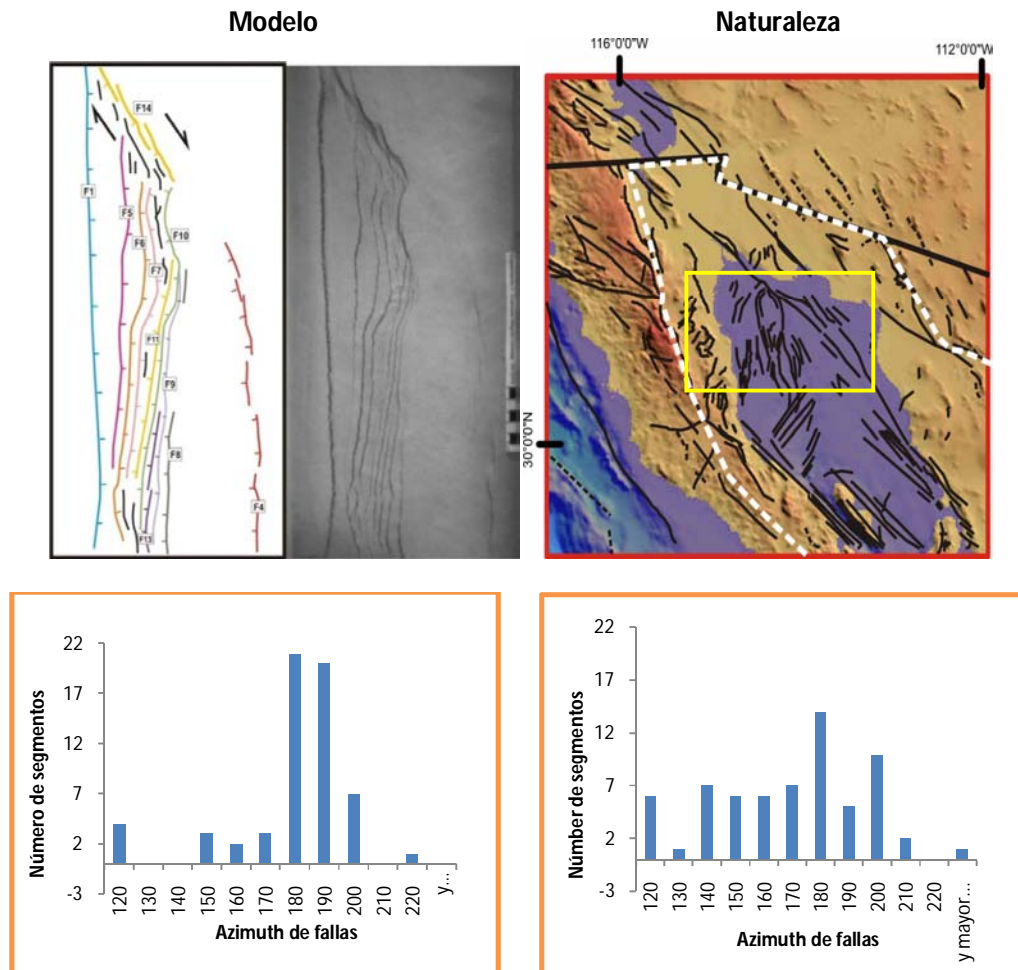 Modelo
Naturaleza
116°0'0"W
112°0'0"W
F14
F1
F5
F6
F10
F7
F11
F9
F8
F13
F4
30°0'0"N
22
17
12
7
2
-3
Número de segmentos
120
130
140
150
160
170
180
190
200
210
220
y...
Azimuth de fallas
22
17
12
7
2
-3
Númber de segmentos
120
130
140
150
160
170
180
190
200
210
220
y mayor...
Azimuth de fallas